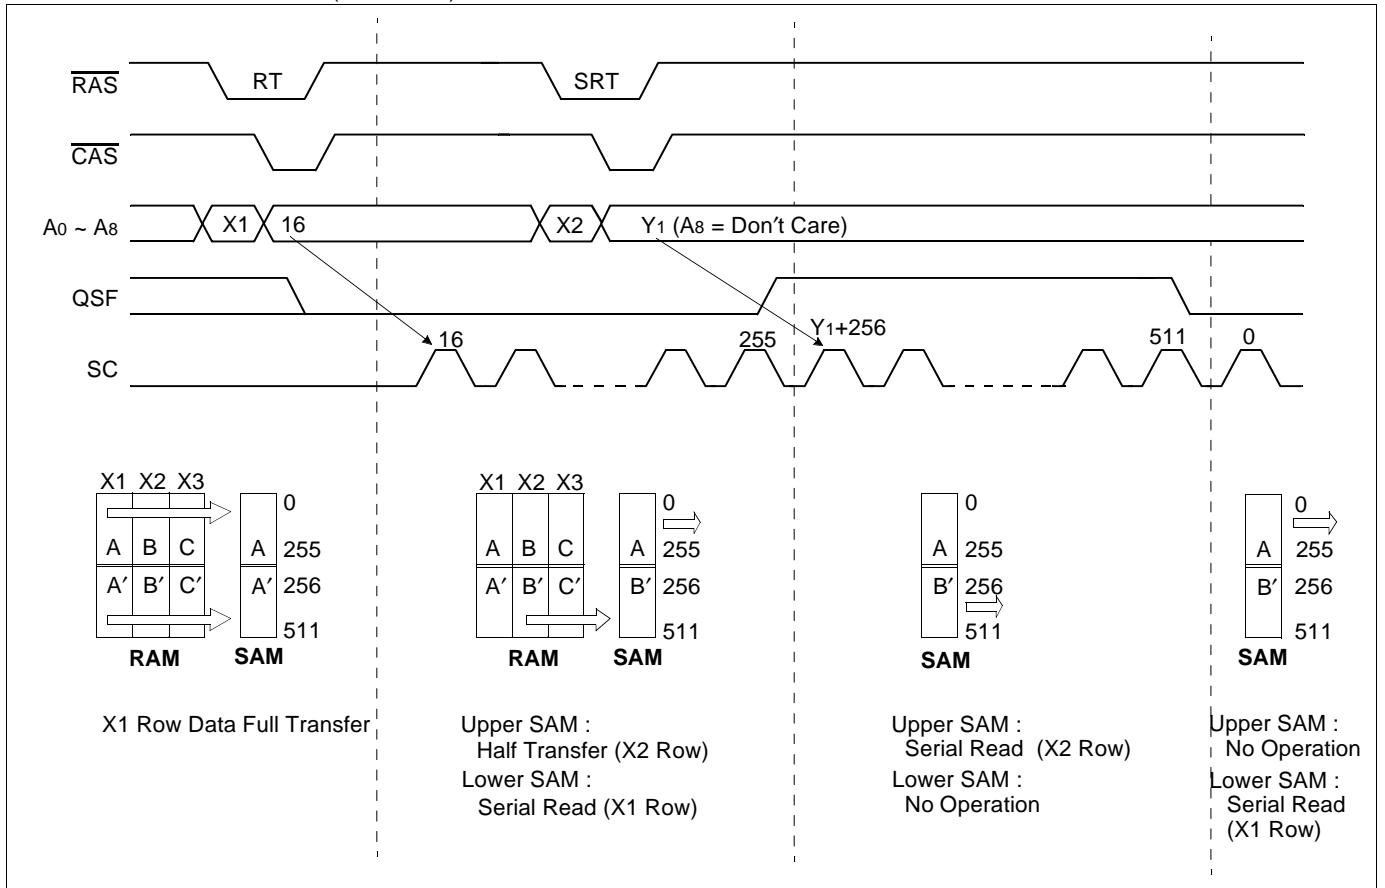 RAS
RT
SRT
CAS
A0 ~ A8
X1
16
X2
Y1 (A8 = Don′t Care)
QSF
SC
16
255
Y1+256
511
0
X1 X2 X3
A B C
A′ B′ C′
RAM
A
A′
0
255
256
511
SAM
X1 Row Data Full Transfer
X1 X2 X3
A B C
A′ B′ C′
RAM
A
B′
0
255
256
511
SAM
Upper SAM :
Half Transfer (X2 Row)
Lower SAM :
Serial Read (X1 Row)
A
B′
0
255
256
511
SAM
Upper SAM :
Serial Read (X2 Row)
Lower SAM :
No Operation
A
B′
0
255
256
511
SAM
Upper SAM :
No Operation
Lower SAM :
Serial Read
(X1 Row)